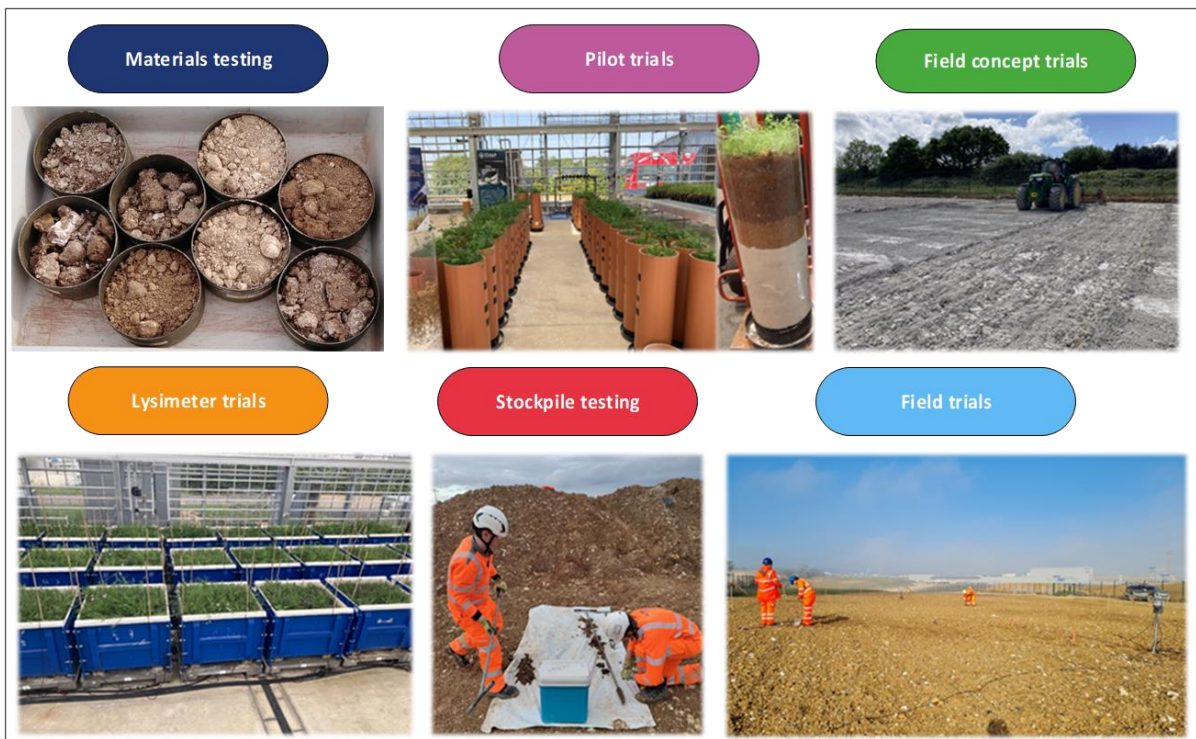 Materials testing
Pilot trials
Field concept trials
Lysimeter trials
Stockpile testing
Field trials